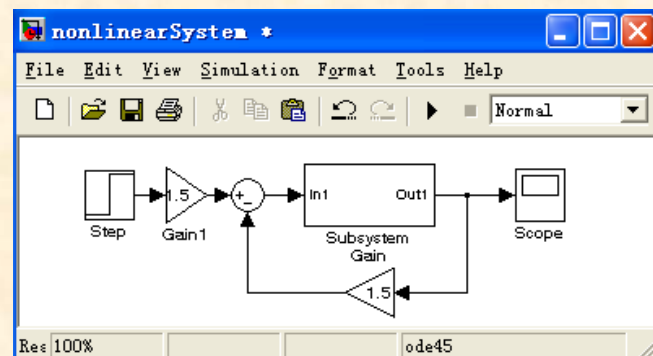 nonlinearSystem *
File Edit View Simulation Format Tools Help
Normal
1.5
+-
In1 Out1
Step Gain1 Subsystem Scope
Gain
1.5
Res 100% ode45